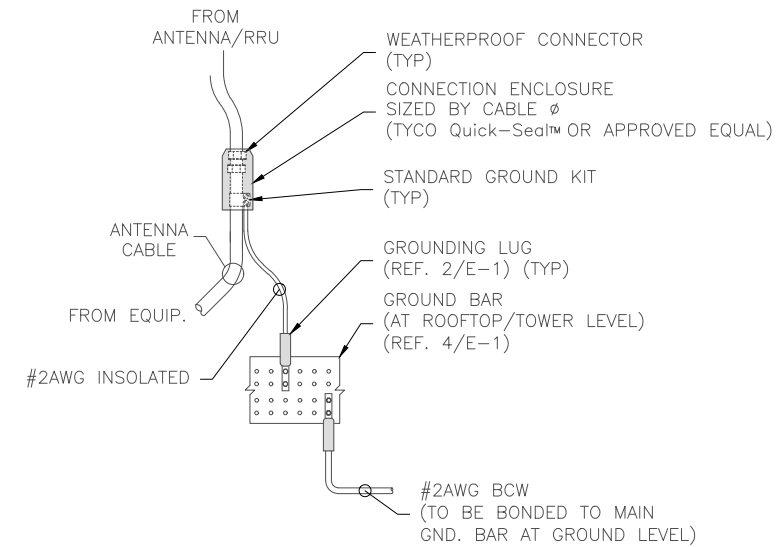 FROM
ANTENNA/RRU
WEATHERPROOF CONNECTOR
(TYP)
CONNECTION ENCLOSURE
SIZED BY CABLE Ø
(TYCO Quick-Seal™ OR APPROVED EQUAL)
STANDARD GROUND KIT
(TYP)
ANTENNA
CABLE
GROUNDING LUG
(REF. 2/E-1) (TYP)
FROM EQUIP.
GROUND BAR
(AT ROOFTOP/TOWER LEVEL)
(REF. 4/E-1)
#2AWG INSOLATED
#2AWG BCW
(TO BE BONDED TO MAIN
GND. BAR AT GROUND LEVEL)